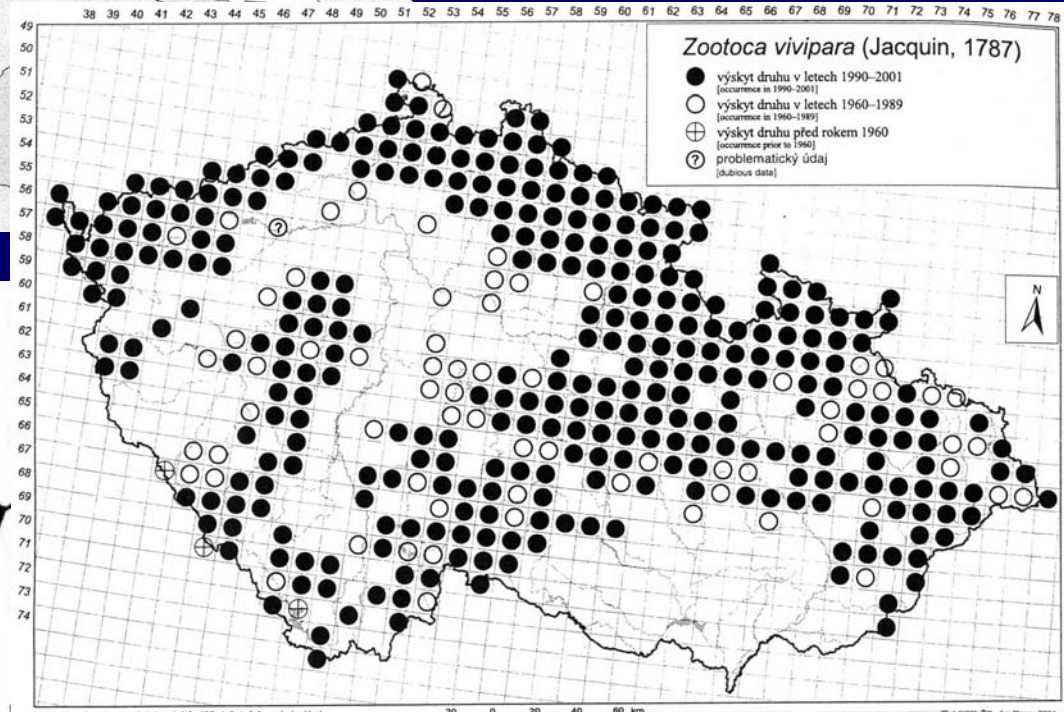 38 39 40 41 42 43 44 45 46 47 48 49 50 51 52 53 54 55 56 57 58 59 60 61 62 63 64 65 66 67 68 69 70 71 72 73 74 75 76 77 78
49
50
51
52
53
54
55
56
57
58
59
60
61
62
63
64
65
66
67
68
69
70
71
72
73
74
Zootoca vivipara (Jacquin, 1787)
výskyt druhu v letech 1990–2001
[occurrence in 1990–2001]
výskyt druhu v letech 1960–1989
[occurrence in 1960–1989]
výskyt druhu před rokem 1960
[occurrence prior to 1960]
? problematický údaj
[dubious data]
N
?
20 0 20 40 60 km